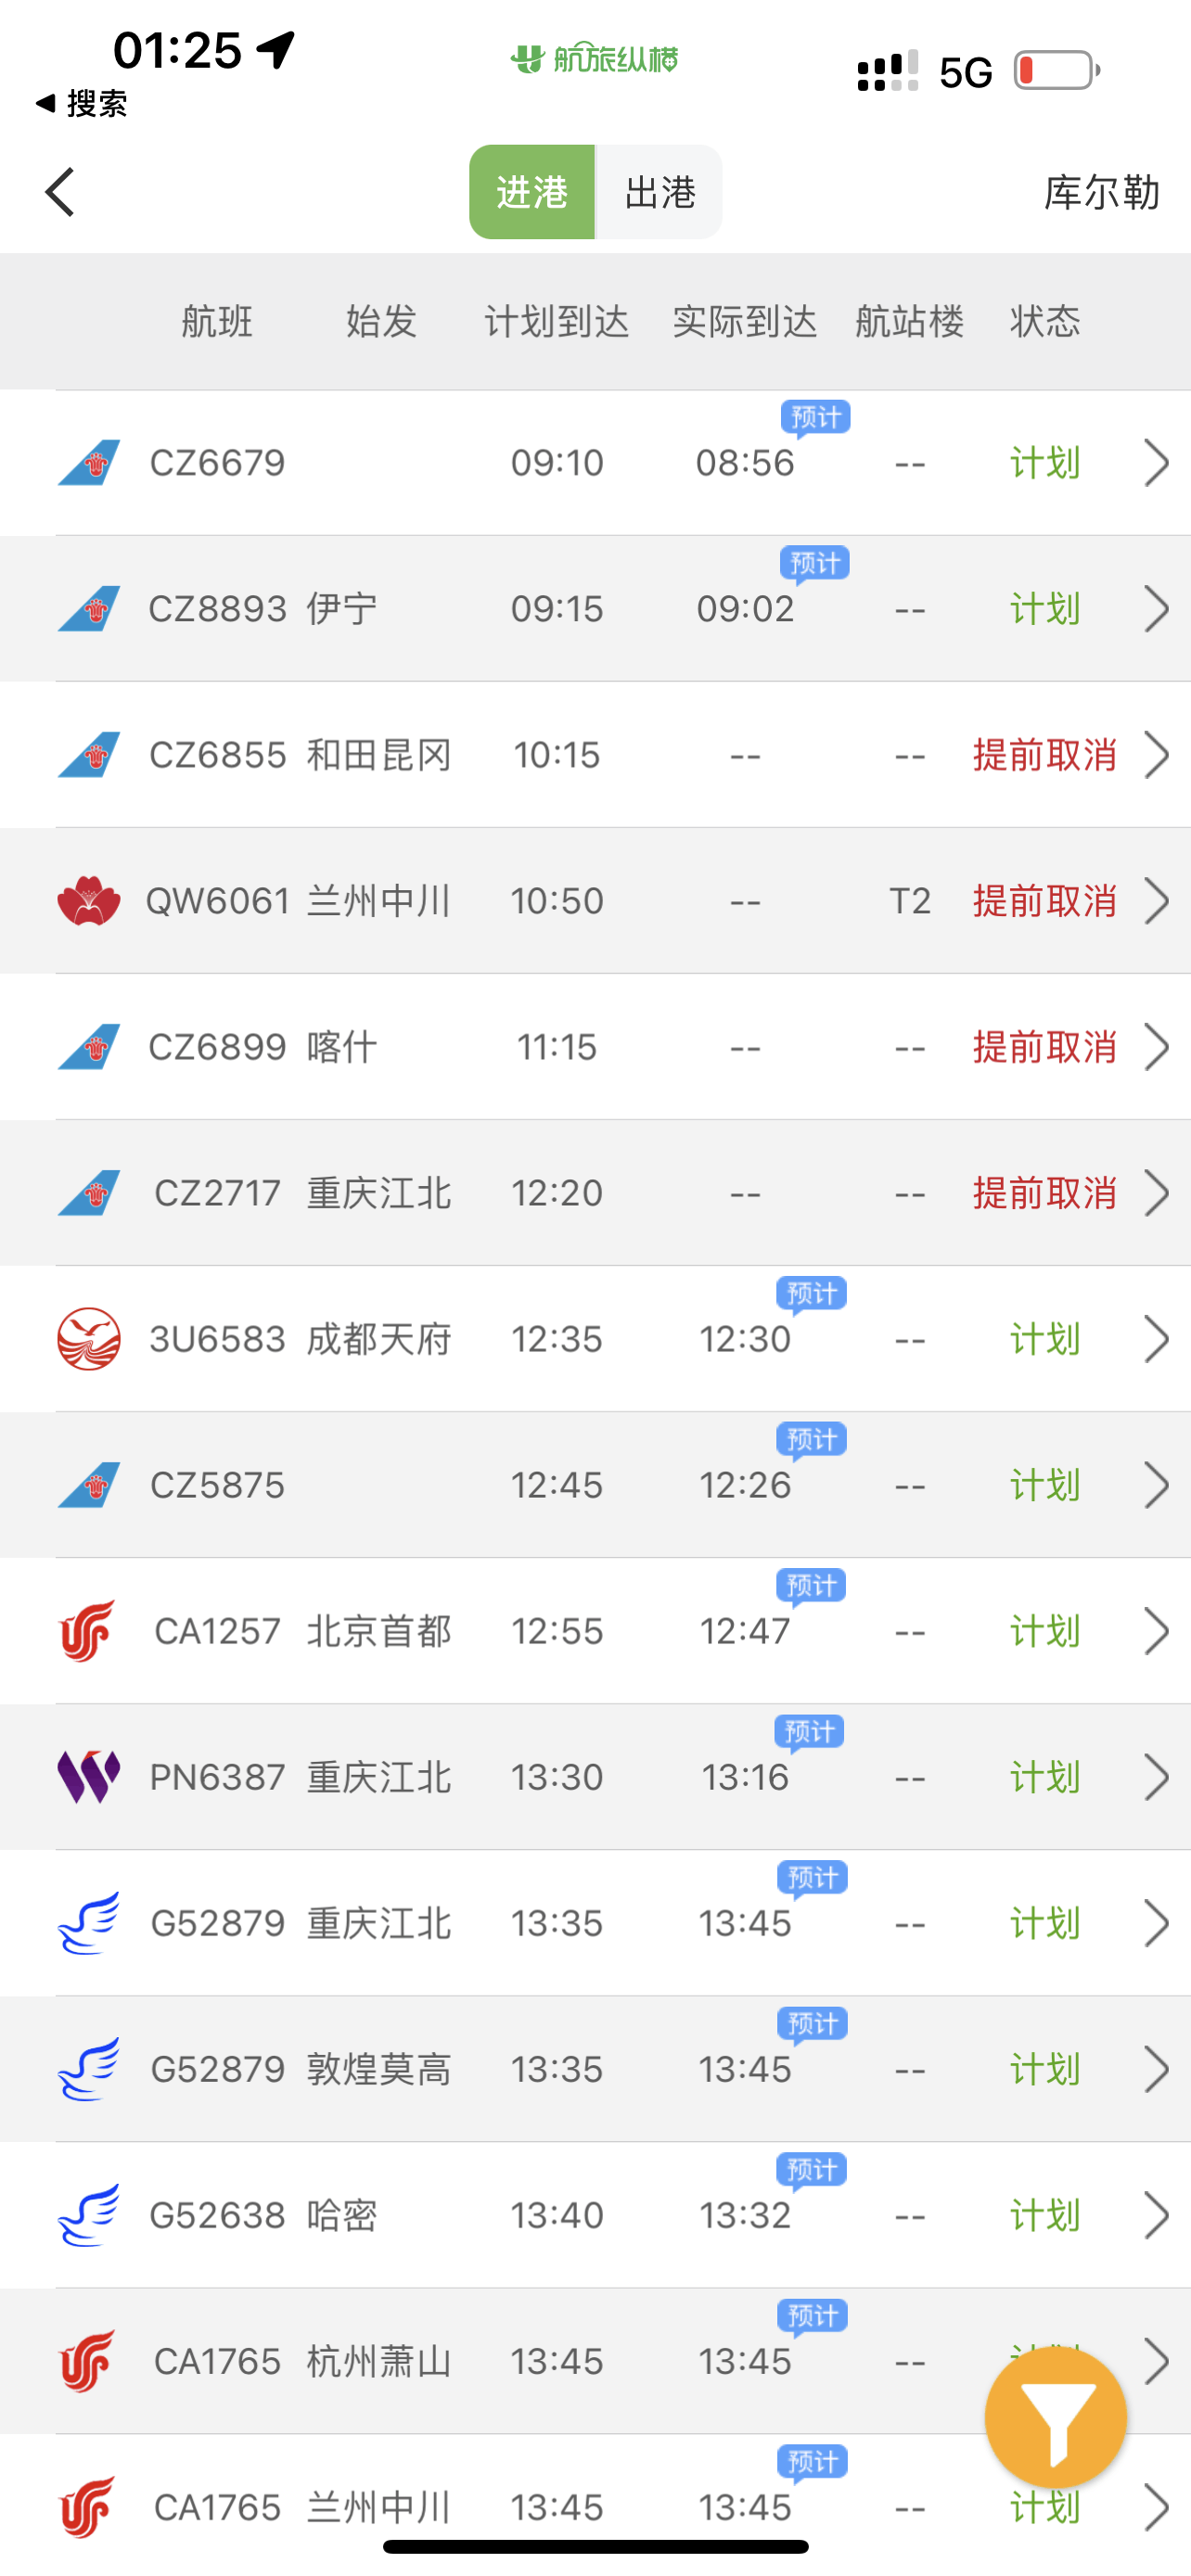 01:25 航旅纵横 5G
搜索
进港 出港 库尔勒
航班 始发 计划到达 实际到达 航站楼 状态
预计
CZ6679 09:10 08:56 -- 计划
预计
CZ8893 伊宁 09:15 09:02 -- 计划
CZ6855 和田昆冈 10:15 -- -- 提前取消
QW6061 兰州中川 10:50 -- T2 提前取消
CZ6899 喀什 11:15 -- -- 提前取消
CZ2717 重庆江北 12:20 -- -- 提前取消
预计
3U6583 成都天府 12:35 12:30 -- 计划
预计
CZ5875 12:45 12:26 -- 计划
预计
CA1257 北京首都 12:55 12:47 -- 计划
预计
PN6387 重庆江北 13:30 13:16 -- 计划
预计
G52879 重庆江北 13:35 13:45 -- 计划
预计
G52879 敦煌莫高 13:35 13:45 -- 计划
预计
G52638 哈密 13:40 13:32 -- 计划
预计
CA1765 杭州萧山 13:45 13:45 --
预计
CA1765 兰州中川 13:45 13:45 -- 计划